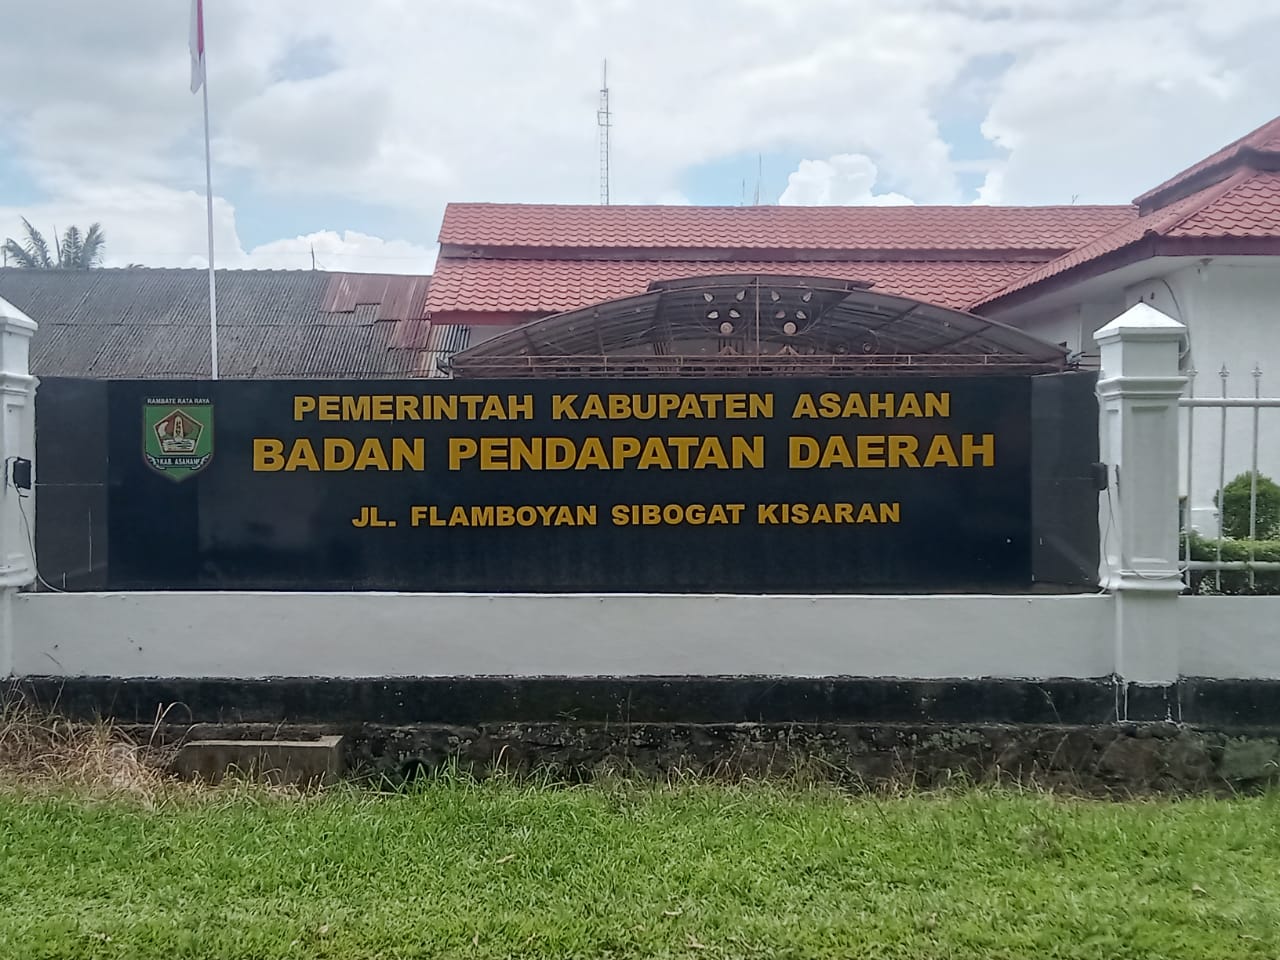 RAMBATE RATA RAYA
KAB. ASAHAN
PEMERINTAH KABUPATEN ASAHAN
BADAN PENDAPATAN DAERAH
JL. FLAMBOYAN SIBOGAT KISARAN